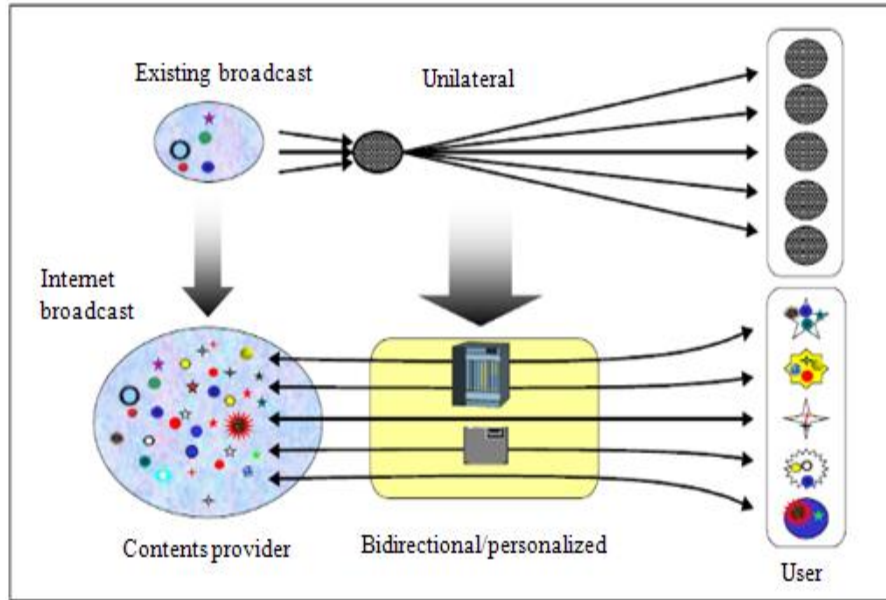 Existing broadcast
Unilateral
Internet
broadcast
Contents provider
Bidirectional/personalized
User